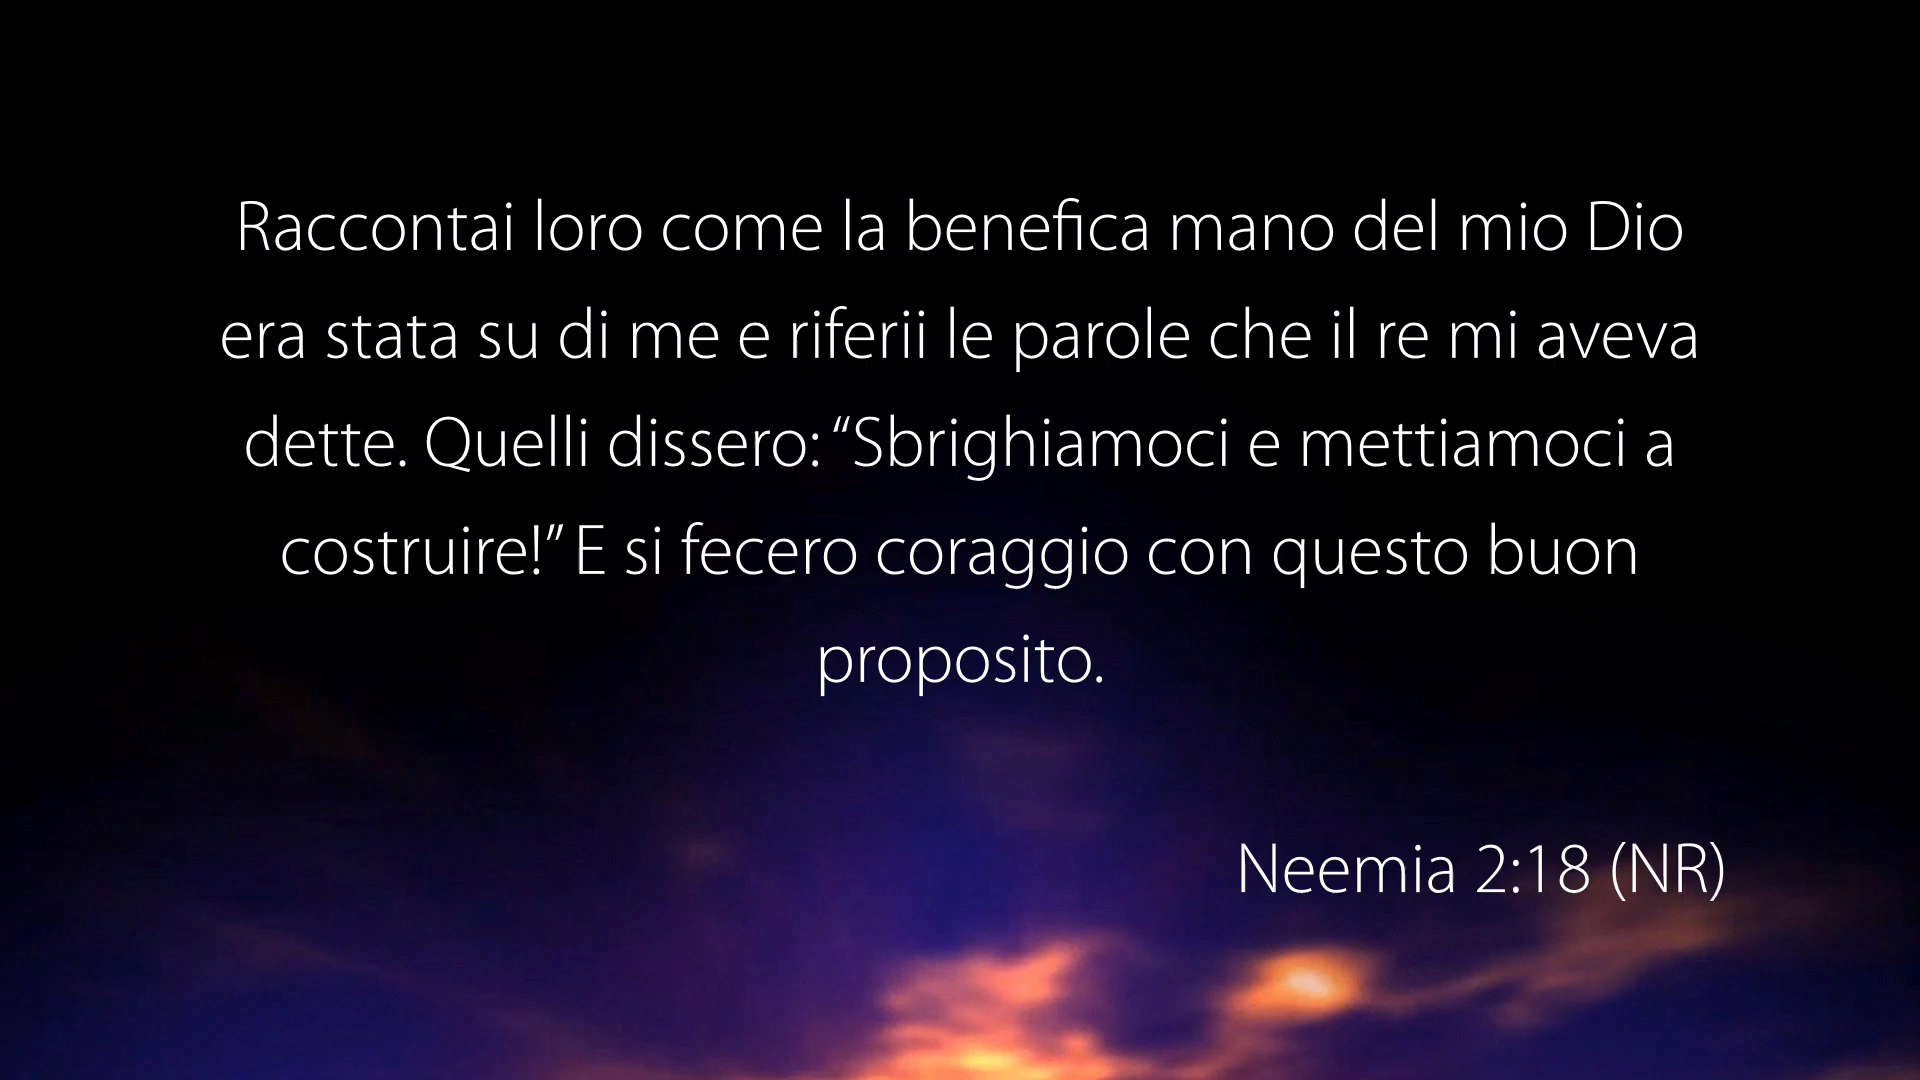 Raccontai loro come la benefica mano del mio Dio
era stata su di me e riferii le parole che il re mi aveva
dette. Quelli dissero: “Sbrighiamoci e mettiamoci a
costruire!” E si fecero coraggio con questo buon
proposito.
Neemia 2:18 (NR)